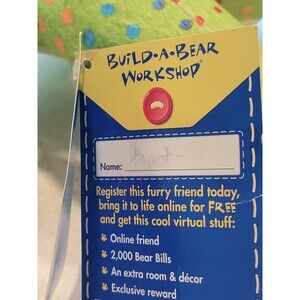 BUILD-A-BEAR
WORKSHOP®
Name:
Register this furry friend today,
bring it to life online for FREE
and get this cool virtual stuff:
Online friend
2,000 Bear Bills
An extra room & décor
Exclusive reward